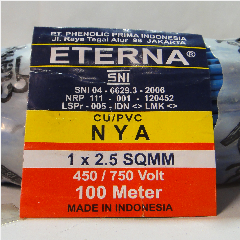 PT. PHENOLIC PRIMA INDONESIA
Jl. Raya Tegal Alur 98 JAKARTA
ETERNA®
SNI
SNI 04 - 6629.3 - 2006
NRP 111 - 001 - 120452
LSPr - 005 - IDN <> LMK <>
CU/PVC
NYA
1 x 2.5 SQMM
450 / 750 Volt
100 Meter
MADE IN INDONESIA